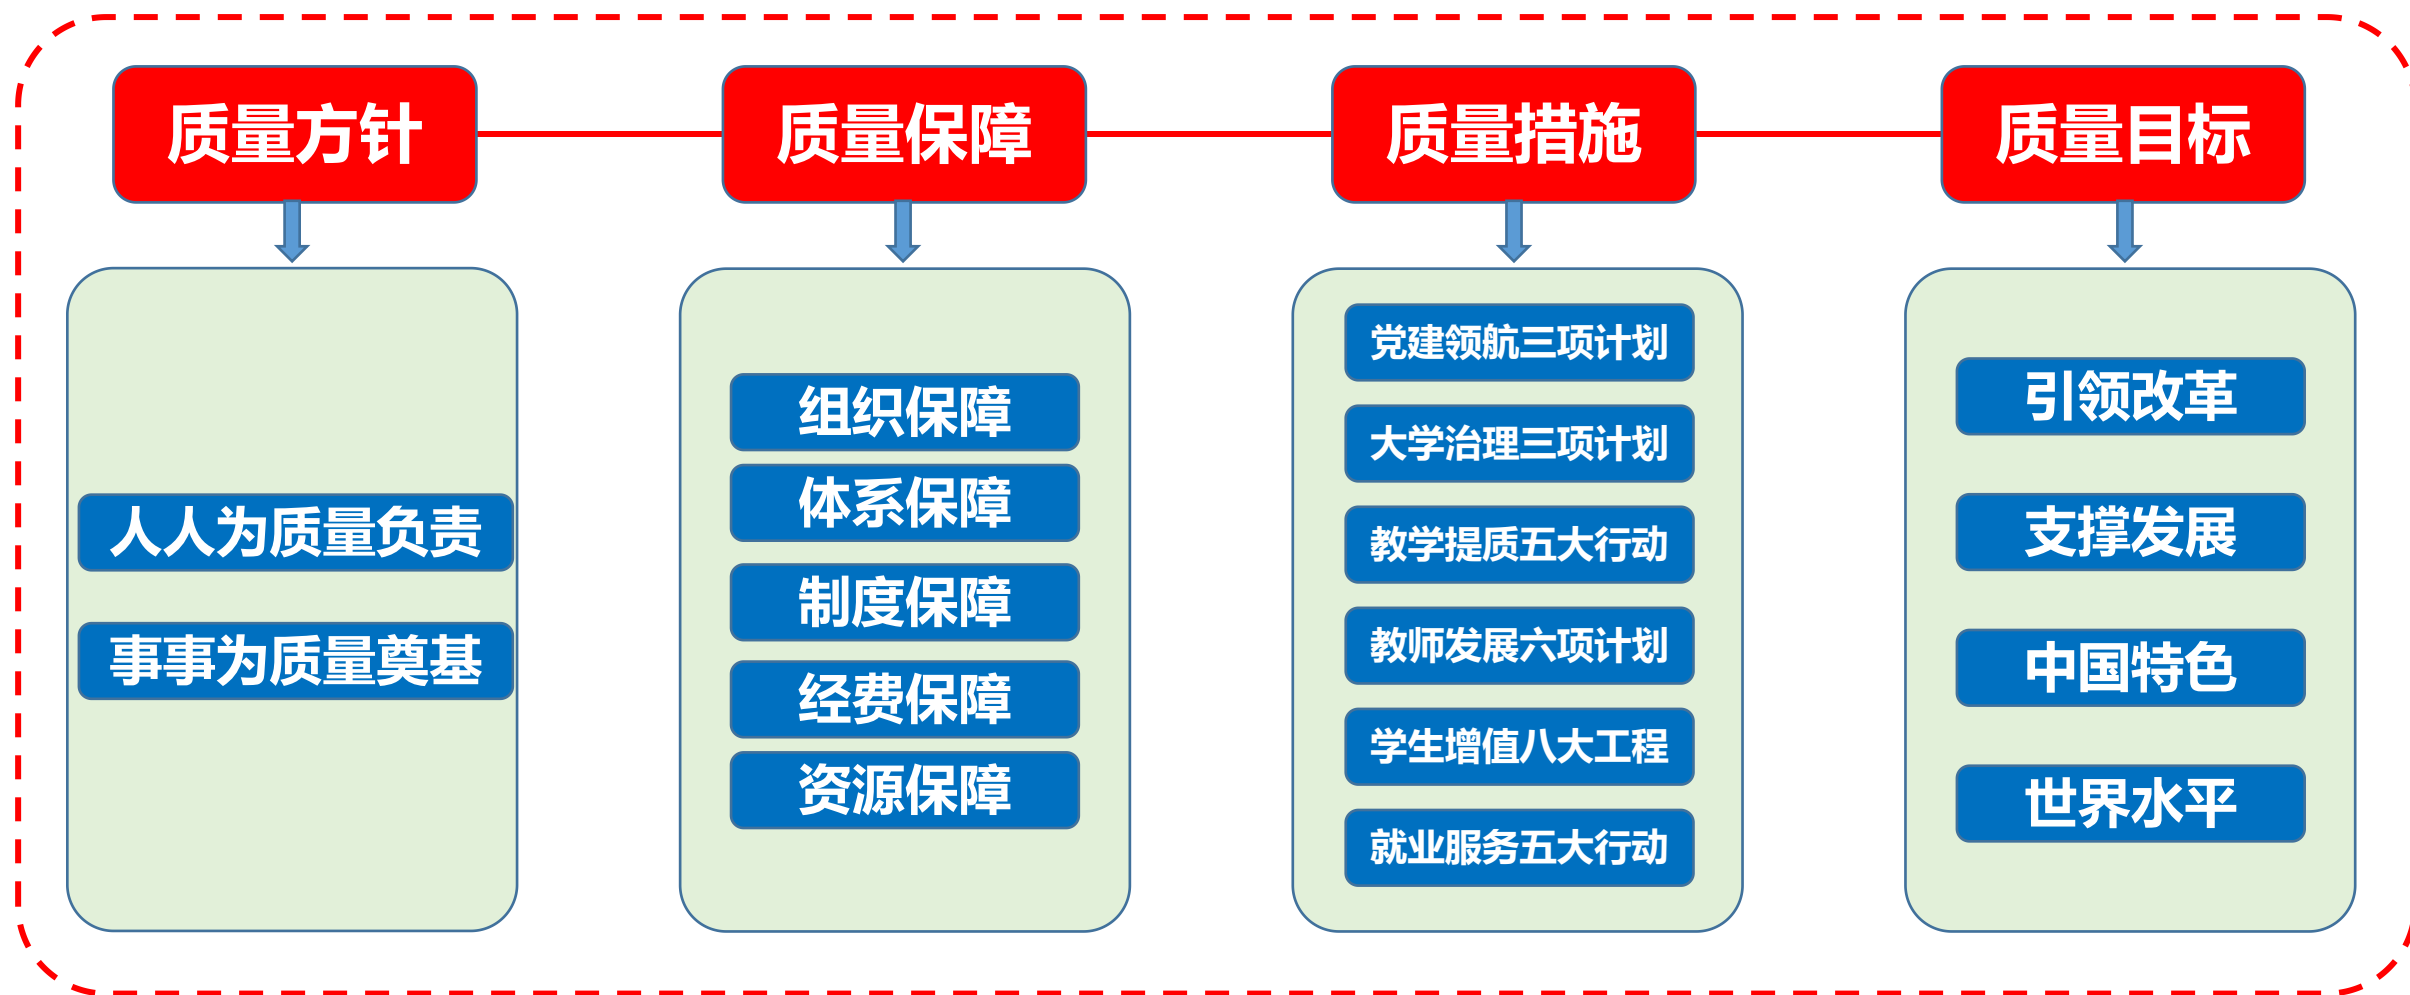 质量方针
人人为质量负责
事事为质量奠基
质量保障
组织保障
体系保障
制度保障
经费保障
资源保障
质量措施
党建领航三项计划
大学治理三项计划
教学提质五大行动
教师发展六项计划
学生增值八大工程
就业服务五大行动
质量目标
引领改革
支撑发展
中国特色
世界水平